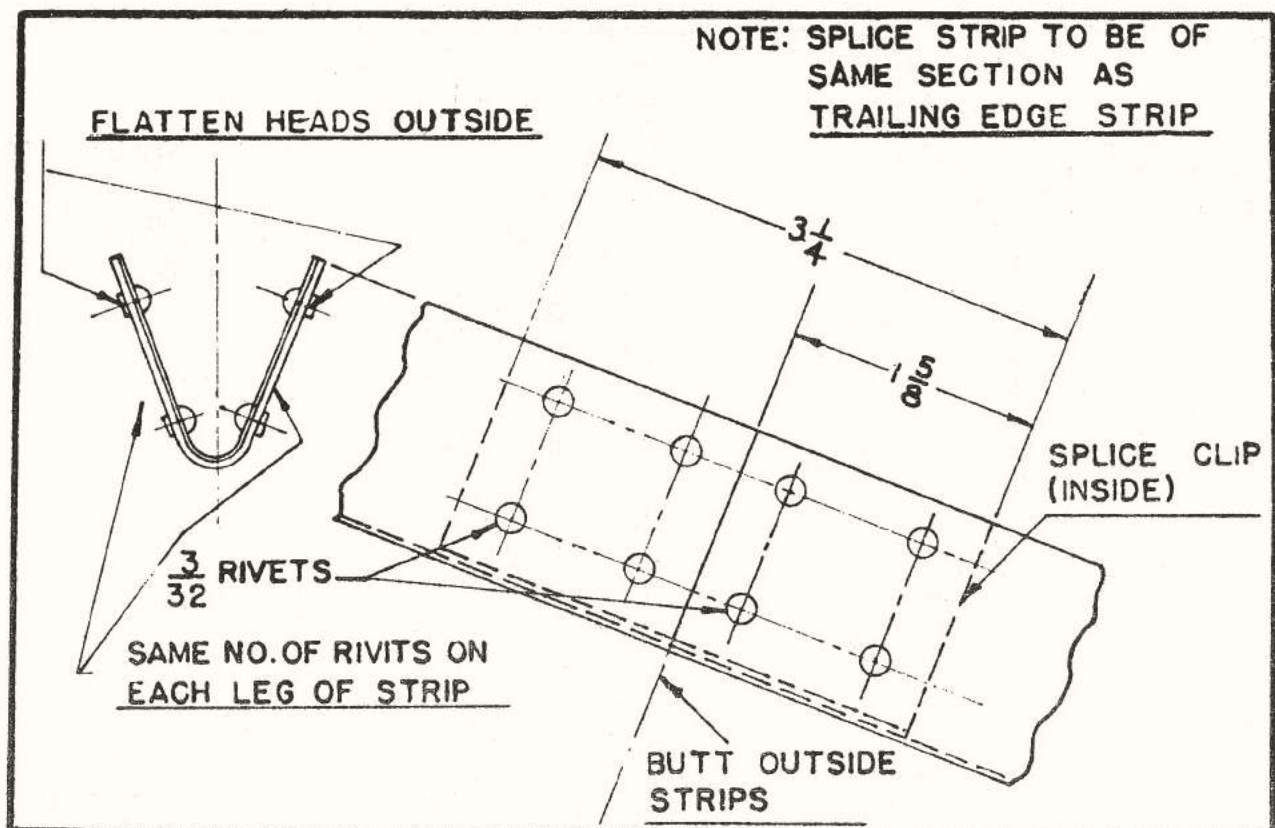 NOTE: SPLICE STRIP TO BE OF
SAME SECTION AS
TRAILING EDGE STRIP
FLATTEN HEADS OUTSIDE
3 1/4
1 5/8
SPLICE CLIP
(INSIDE)
3/32 RIVETS
SAME NO. OF RIVITS ON
EACH LEG OF STRIP
BUTT OUTSIDE
STRIPS